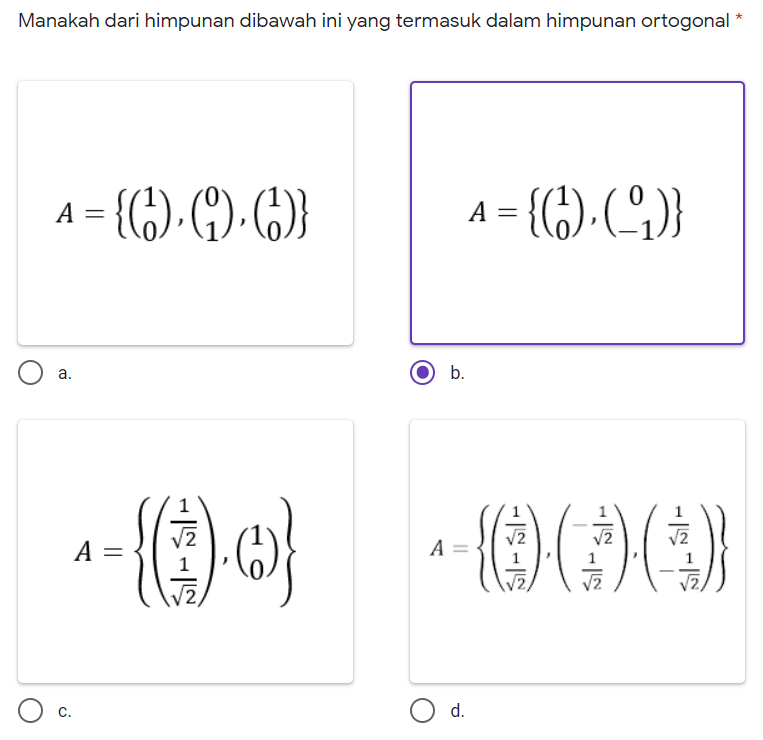 Manakah dari himpunan dibawah ini yang termasuk dalam himpunan ortogonal *
A = {(1 0), (0 1), (1 0)}
A = {(1 0), (0 −1)}
a.
b.
A = {(1/√2 1/√2), (1 0)}
A = {(1/√2 1/√2), (−1/√2 1/√2), (1/√2 −1/√2)}
c.
d.